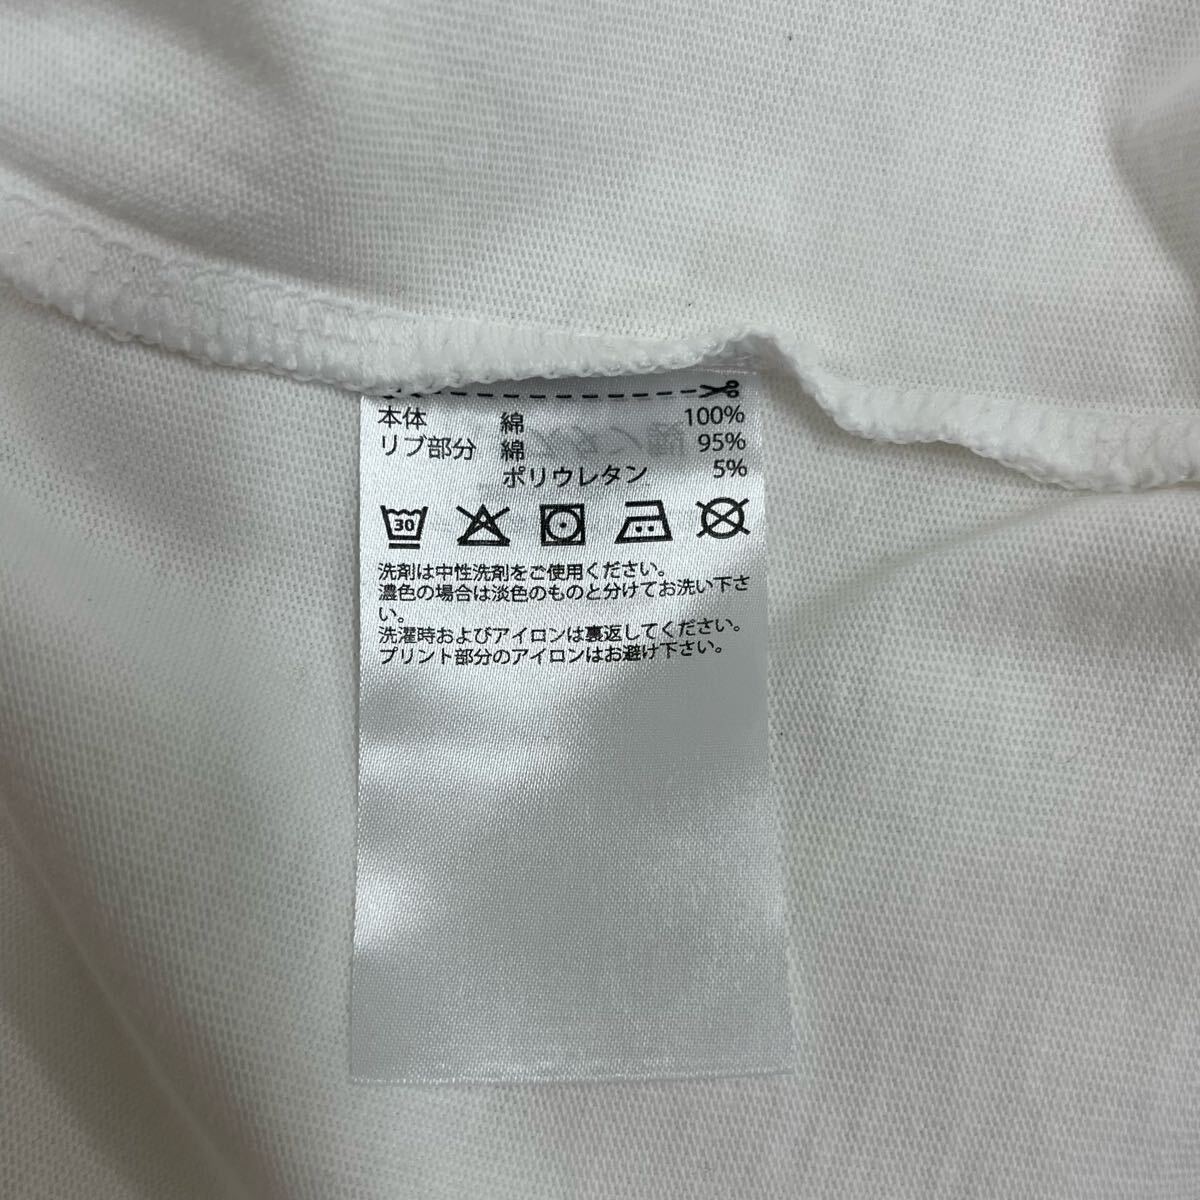 本体 綿 100%
リブ部分 綿 95%
ポリウレタン 5%
30
洗剤は中性洗剤をご使用ください。
濃色の場合は淡色のものと分けてお洗い下さ
い。
洗濯時およびアイロンは裏返してください。
プリント部分のアイロンはお避け下さい。